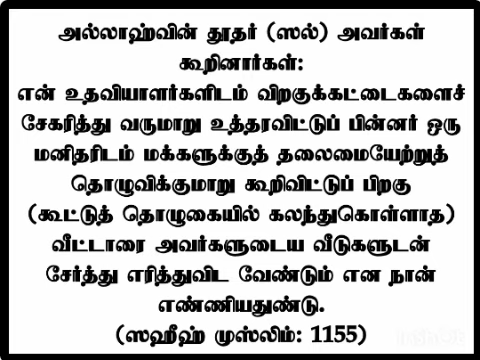 அல்லாஹ்வின் தூதர் (ஸல்) அவர்கள்
கூறினார்கள்:
என் உதவியாளர்களிடம் விறகுக்கட்டைகளைச்
சேகரித்து வருமாறு உத்தரவிட்டுப் பின்னர் ஒரு
மனிதரிடம் மக்களுக்குத் தலைமையேற்றுத்
தொழுவிக்குமாறு கூறிவிட்டுப் பிறகு
(கூட்டுத் தொழுகையில் கலந்துகொள்ளாத)
வீட்டாரை அவர்களுடைய வீடுகளுடன்
சேர்த்து எரித்துவிட வேண்டும் என நான்
எண்ணியதுண்டு.
(ஸஹீஹ் முஸ்லிம்: 1155)